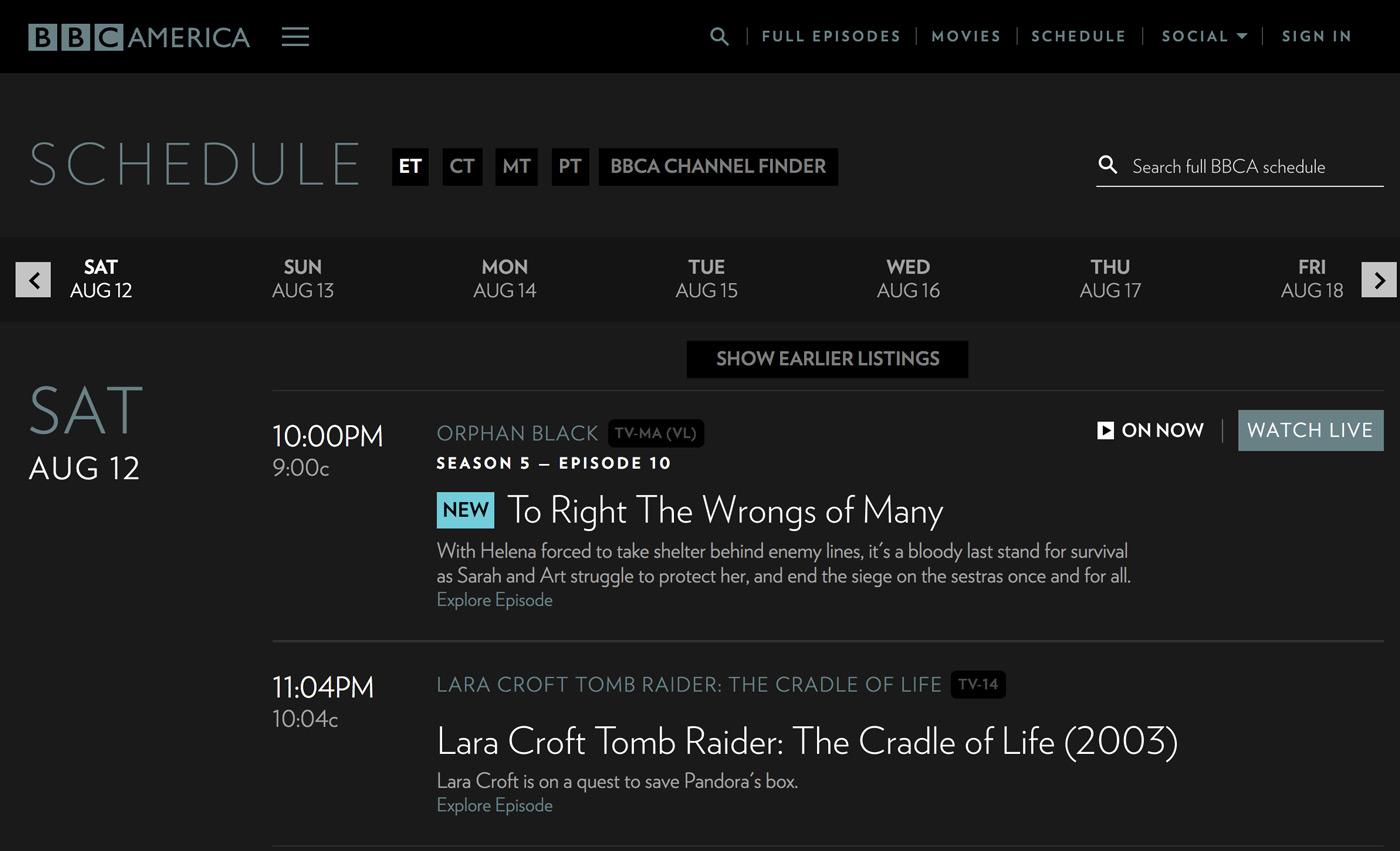 BBC AMERICA
FULL EPISODES MOVIES SCHEDULE SOCIAL SIGN IN
SCHEDULE
ET CT MT PT BBCA CHANNEL FINDER
Search full BBCA schedule
SAT SUN MON TUE WED THU FRI
AUG 12 AUG 13 AUG 14 AUG 15 AUG 16 AUG 17 AUG 18
SHOW EARLIER LISTINGS
SAT
AUG 12
10:00PM
9:00c
ORPHAN BLACK TV-MA (VL)
ON NOW WATCH LIVE
SEASON 5 – EPISODE 10
NEW To Right The Wrongs of Many
With Helena forced to take shelter behind enemy lines, it's a bloody last stand for survival
as Sarah and Art struggle to protect her, and end the siege on the sestras once and for all.
Explore Episode
11:04PM
10:04c
LARA CROFT TOMB RAIDER: THE CRADLE OF LIFE TV-14
Lara Croft Tomb Raider: The Cradle of Life (2003)
Lara Croft is on a quest to save Pandora's box.
Explore Episode